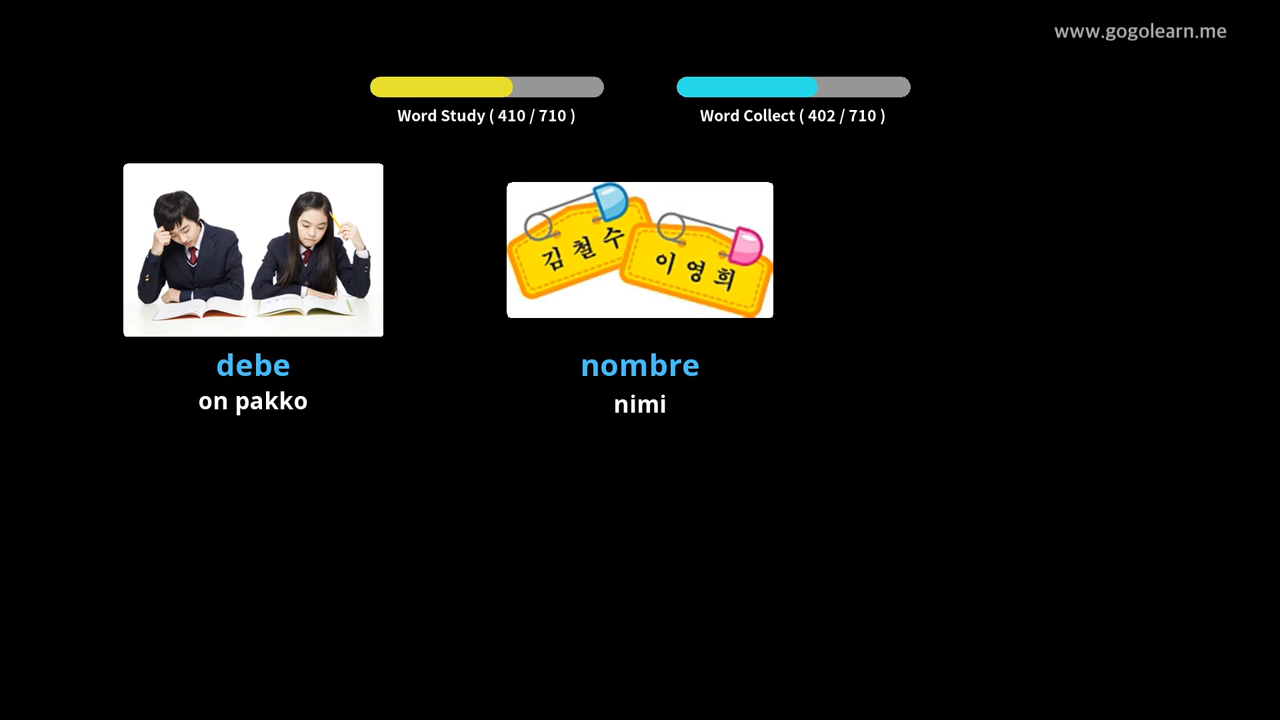 www.gogolearn.me
Word Study ( 410 / 710 )
Word Collect ( 402 / 710 )
김철수
이영희
debe
on pakko
nombre
nimi